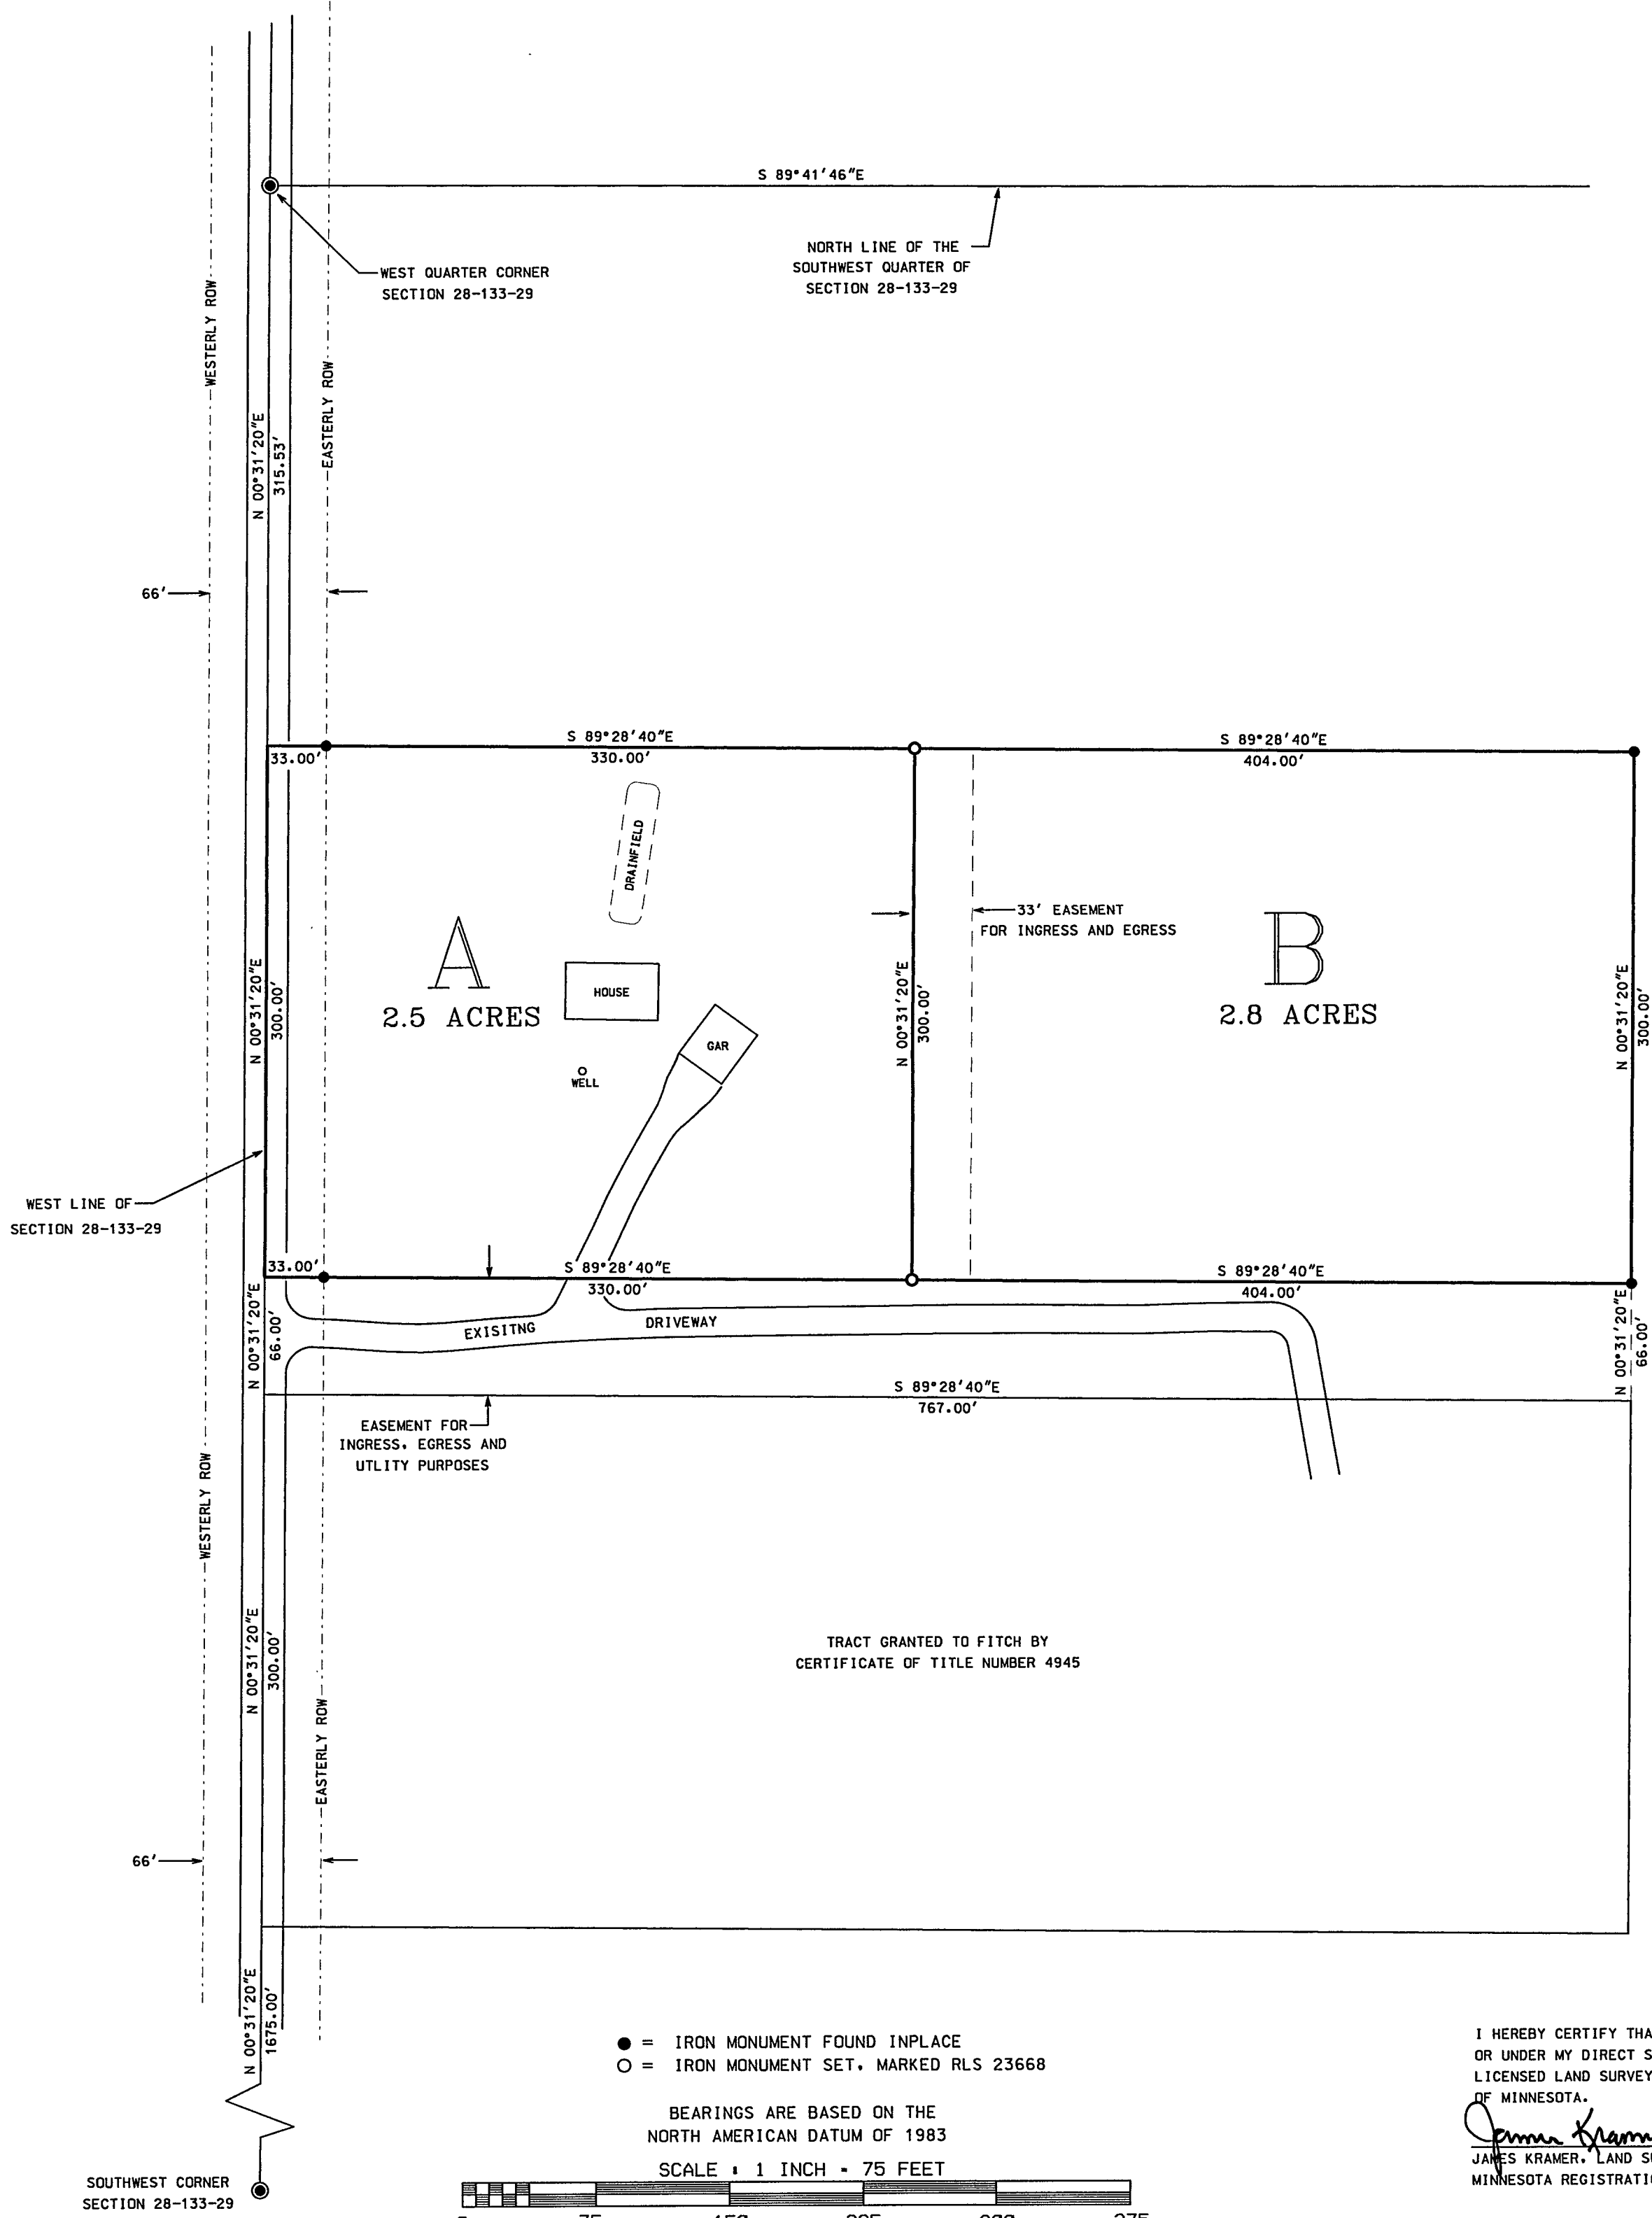 S 89°41'46"E
NORTH LINE OF THE
SOUTHWEST QUARTER OF
SECTION 28-133-29
WEST QUARTER CORNER
SECTION 28-133-29
WESTERLY ROW
EASTERLY ROW
N 00°31'20"E
315.53'
66'
S 89°28'40"E
33.00'
330.00'
S 89°28'40"E
404.00'
DRAINFIELD
A
2.5 ACRES
HOUSE
GAR
WELL
33' EASEMENT
FOR INGRESS AND EGRESS
B
2.8 ACRES
N 00°31'20"E
300.00'
N 00°31'20"E
300.00'
N 00°31'20"E
300.00'
WEST LINE OF
SECTION 28-133-29
33.00'
S 89°28'40"E
330.00'
S 89°28'40"E
404.00'
N 00°31'20"E
66.00'
EXISITNG
DRIVEWAY
N 00°31'20"E
66.00'
S 89°28'40"E
767.00'
EASEMENT FOR
INGRESS, EGRESS AND
UTLITY PURPOSES
WESTERLY ROW
N 00°31'20"E
300.00'
EASTERLY ROW
TRACT GRANTED TO FITCH BY
CERTIFICATE OF TITLE NUMBER 4945
66'
N 00°31'20"E
1675.00'
SOUTHWEST CORNER
SECTION 28-133-29
● = IRON MONUMENT FOUND INPLACE
○ = IRON MONUMENT SET, MARKED RLS 23668
BEARINGS ARE BASED ON THE
NORTH AMERICAN DATUM OF 1983
SCALE : 1 INCH = 75 FEET
I HEREBY CERTIFY THA
OR UNDER MY DIRECT S
LICENSED LAND SURVEY
OF MINNESOTA.
James Kram
JAMES KRAMER, LAND SU
MINNESOTA REGISTRATI